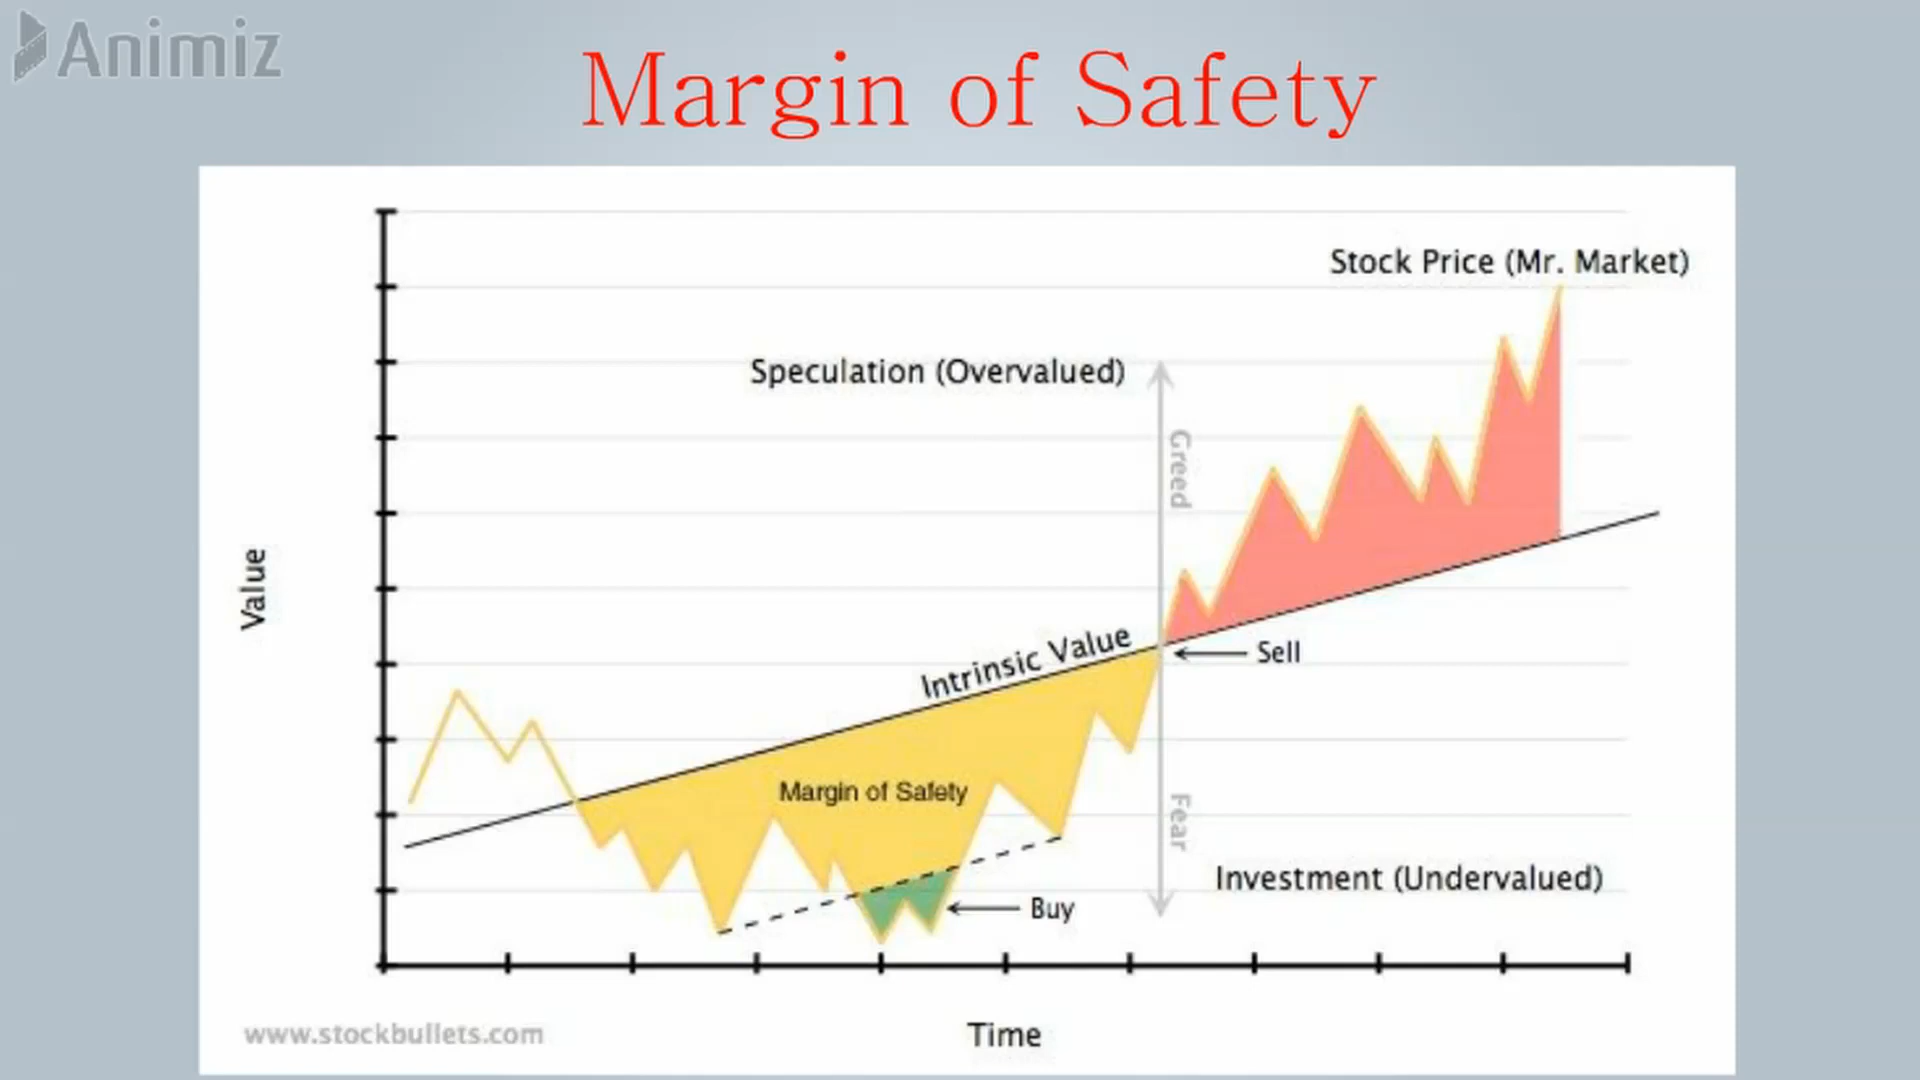 Animiz
Margin of Safety
Stock Price (Mr. Market)
Speculation (Overvalued)
Greed
Value
Intrinsic Value
Sell
Margin of Safety
Fear
Investment (Undervalued)
Buy
www.stockbullets.com
Time